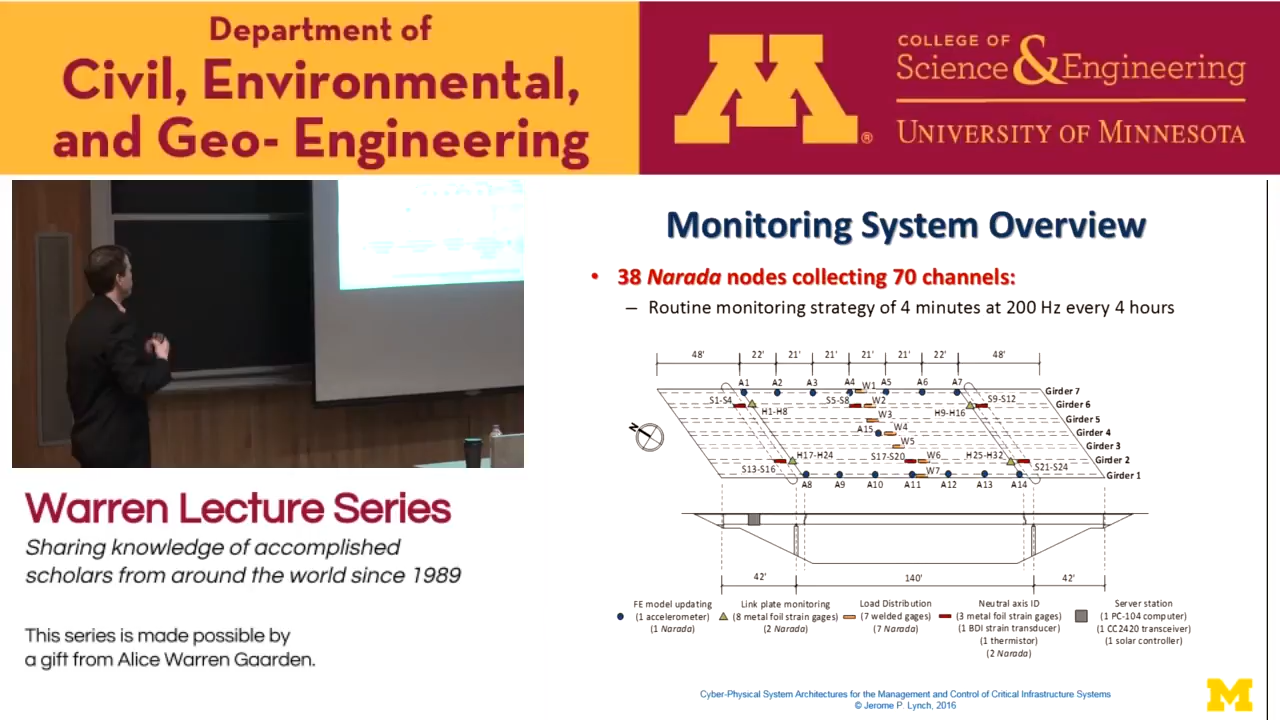 Department of
Civil, Environmental,
and Geo- Engineering
M®
COLLEGE OF
Science & Engineering
UNIVERSITY OF MINNESOTA
Warren Lecture Series
Sharing knowledge of accomplished
scholars from around the world since 1989
This series is made possible by
a gift from Alice Warren Gaarden.
Monitoring System Overview
• 38 Narada nodes collecting 70 channels:
– Routine monitoring strategy of 4 minutes at 200 Hz every 4 hours
48' 22' 21' 21' 21' 21' 22' 48'
A1 A2 A3 A4 W1 A5 A6 A7 Girder 7
S1-S4 H1-H8 S5-S8 W2 H9-H16 S9-S12 Girder 6
W3 Girder 5
A15 W4 Girder 4
W5 Girder 3
H17-H24 S17-S20 W6 H25-H32 Girder 2
S13-S16 W7 S21-S24 Girder 1
A8 A9 A10 A11 A12 A13 A14
N
42' 140' 42'
FE model updating
(1 accelerometer)
(1 Narada)
Link plate monitoring
(8 metal foil strain gages)
(2 Narada)
Load Distribution
(7 welded gages)
(7 Narada)
Neutral axis ID
(3 metal foil strain gages)
(1 BDI strain transducer)
(1 thermistor)
(2 Narada)
Server station
(1 PC-104 computer)
(1 CC2420 transceiver)
(1 solar controller)
Cyber-Physical System Architectures for the Management and Control of Critical Infrastructure Systems
© Jerome P. Lynch, 2016
M